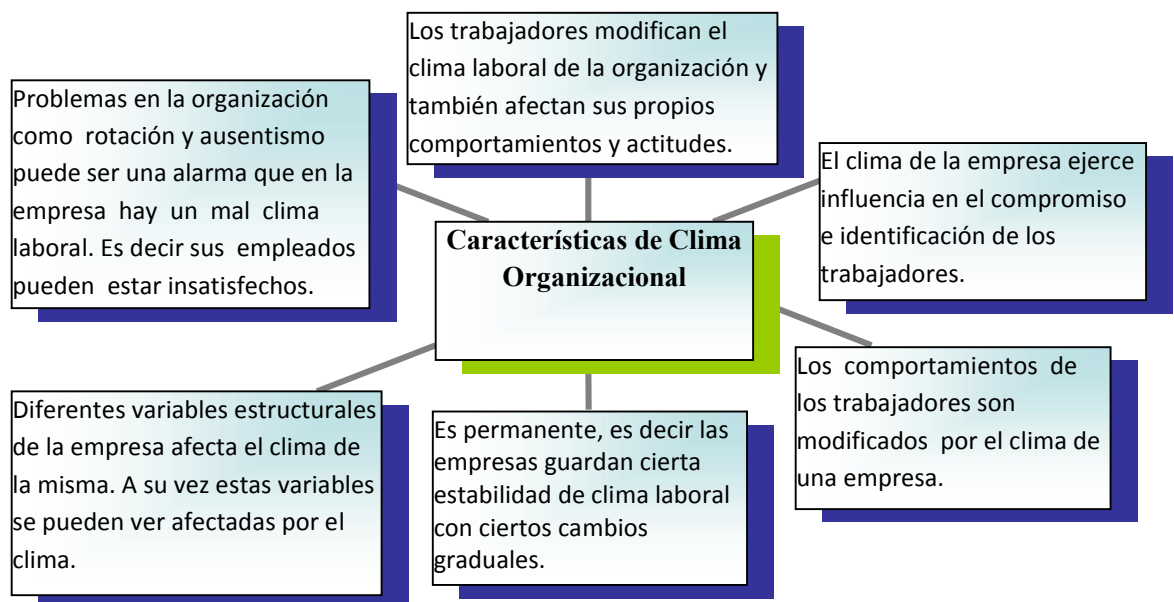 Los trabajadores modifican el
clima laboral de la organización y
también afectan sus propios
comportamientos y actitudes.
Problemas en la organización
como rotación y ausentismo
puede ser una alarma que en la
empresa hay un mal clima
laboral. Es decir sus empleados
pueden estar insatisfechos.
El clima de la empresa ejerce
influencia en el compromiso
e identificación de los
trabajadores.
Características de Clima
Organizacional
Diferentes variables estructurales
de la empresa afecta el clima de
la misma. A su vez estas variables
se pueden ver afectadas por el
clima.
Es permanente, es decir las
empresas guardan cierta
estabilidad de clima laboral
con ciertos cambios
graduales.
Los comportamientos de
los trabajadores son
modificados por el clima de
una empresa.